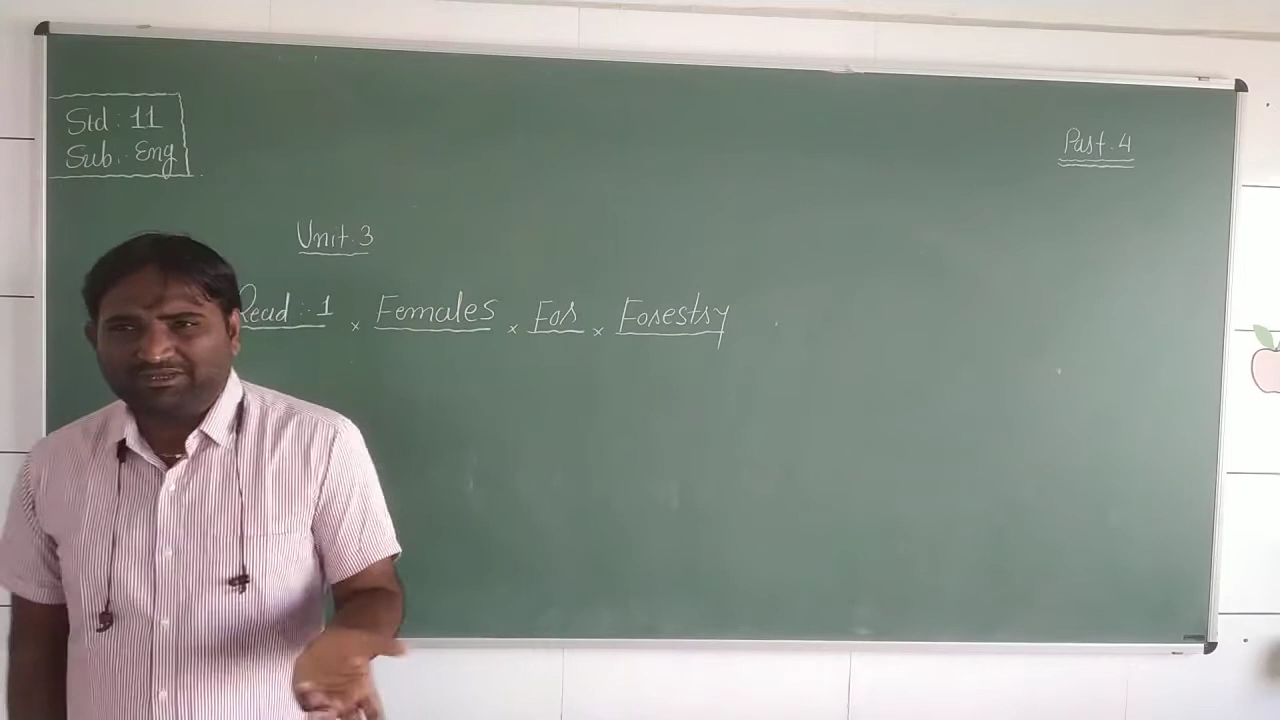 Std : 11
Sub. : Eng
Part. 4
Unit. 3
Read :- 1 x Females x For x Forestry